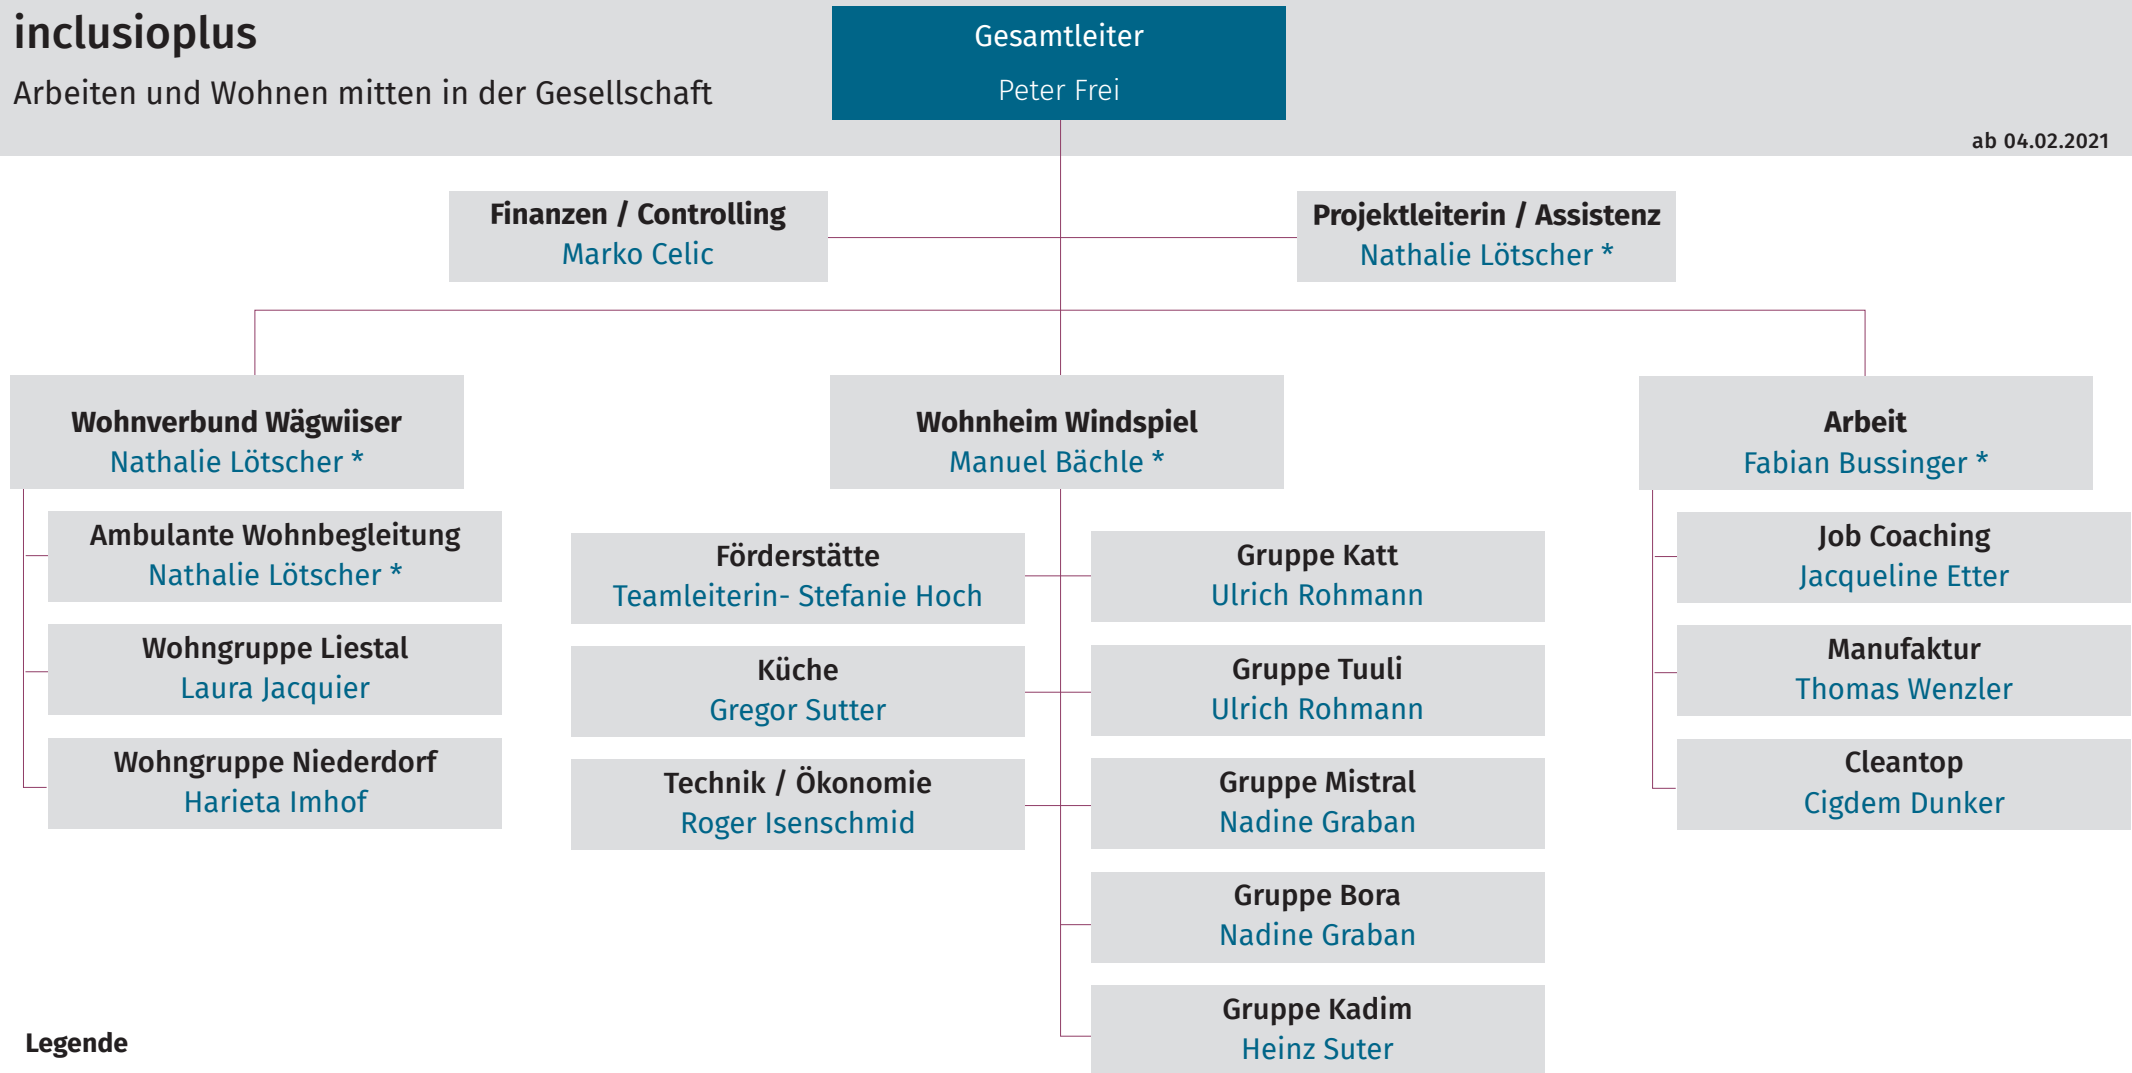 inclusioplus
Arbeiten und Wohnen mitten in der Gesellschaft
Gesamtleiter
Peter Frei
ab 04.02.2021
Finanzen / Controlling
Marko Celic
Projektleiterin / Assistenz
Nathalie Lötscher *
Wohnverbund Wägwiiser
Nathalie Lötscher *
Ambulante Wohnbegleitung
Nathalie Lötscher *
Wohngruppe Liestal
Laura Jacquier
Wohngruppe Niederdorf
Harieta Imhof
Wohnheim Windspiel
Manuel Bächle *
Förderstätte
Teamleiterin- Stefanie Hoch
Küche
Gregor Sutter
Technik / Ökonomie
Roger Isenschmid
Gruppe Katt
Ulrich Rohmann
Gruppe Tuuli
Ulrich Rohmann
Gruppe Mistral
Nadine Graban
Gruppe Bora
Nadine Graban
Gruppe Kadim
Heinz Suter
Arbeit
Fabian Bussinger *
Job Coaching
Jacqueline Etter
Manufaktur
Thomas Wenzler
Cleantop
Cigdem Dunker
Legende